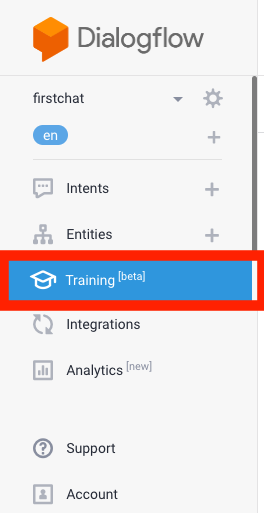 Dialogflow
firstchat
en
Intents
Entities
Training [beta]
Integrations
Analytics [new]
Support
Account